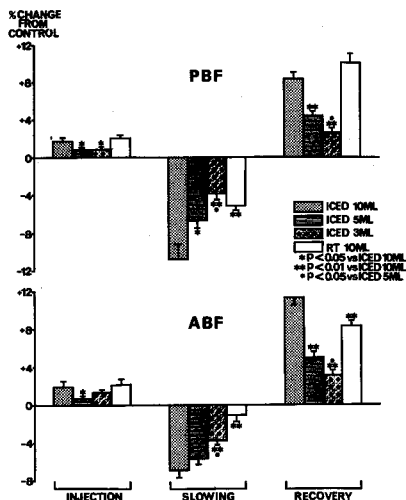 % CHANGE
FROM
CONTROL
+12
PBF
+8
+4
** ° **
* *
0
-4
* ** ° **
-8
-12
ICED 10ML
ICED 5ML
ICED 3ML
RT 10ML
* P < 0.05 vs ICED 10ML
** P < 0.01 vs ICED 10ML
° P < 0.05 vs ICED 5ML
+12
ABF
+8
**
+4
** ° **
*
0
-4
** ° **
-8
INJECTION SLOWING RECOVERY